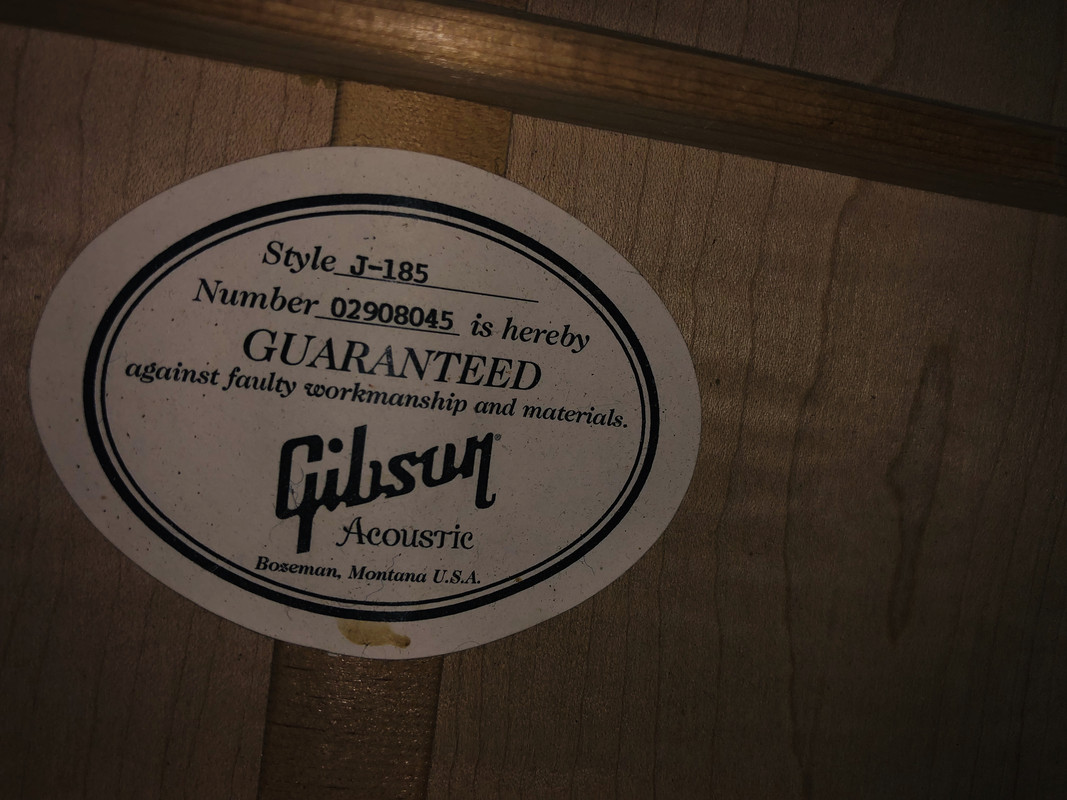 Style J-185
Number 02908045 is hereby
GUARANTEED
against faulty workmanship and materials.
Gibson®
Acoustic
Bozeman, Montana U.S.A.